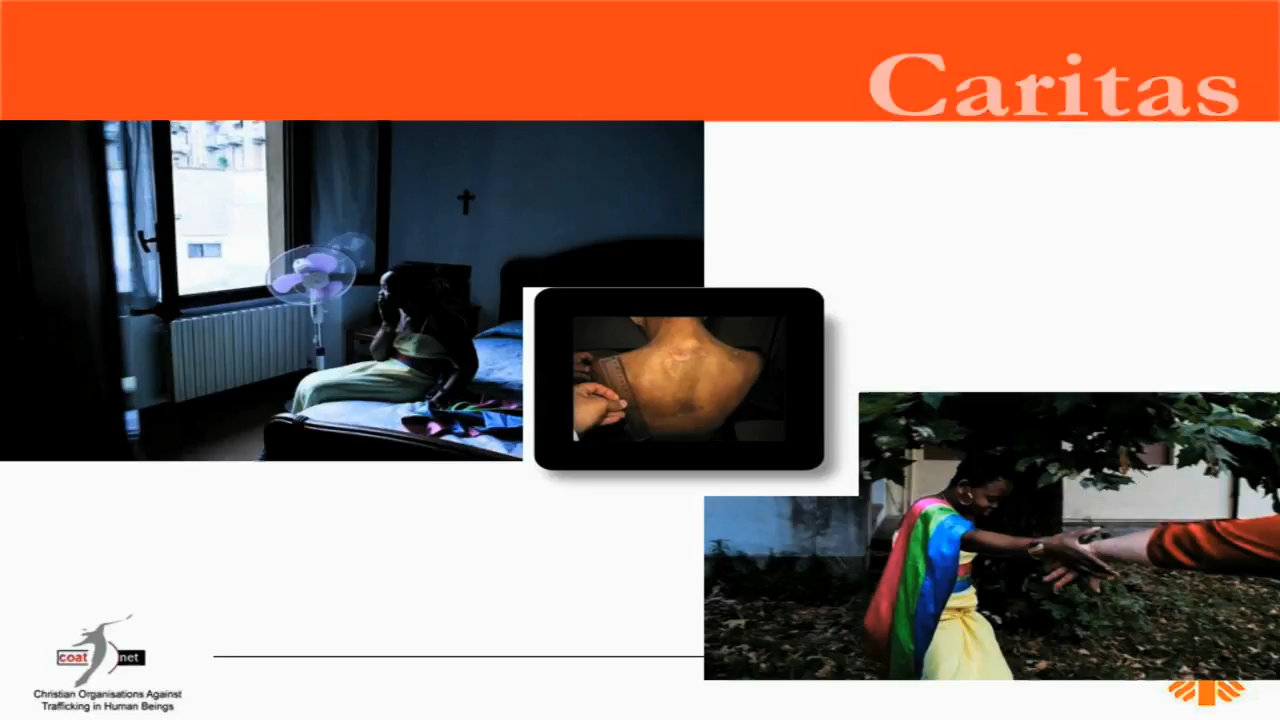 Caritas
coat net
Christian Organisations Against
Trafficking in Human Beings